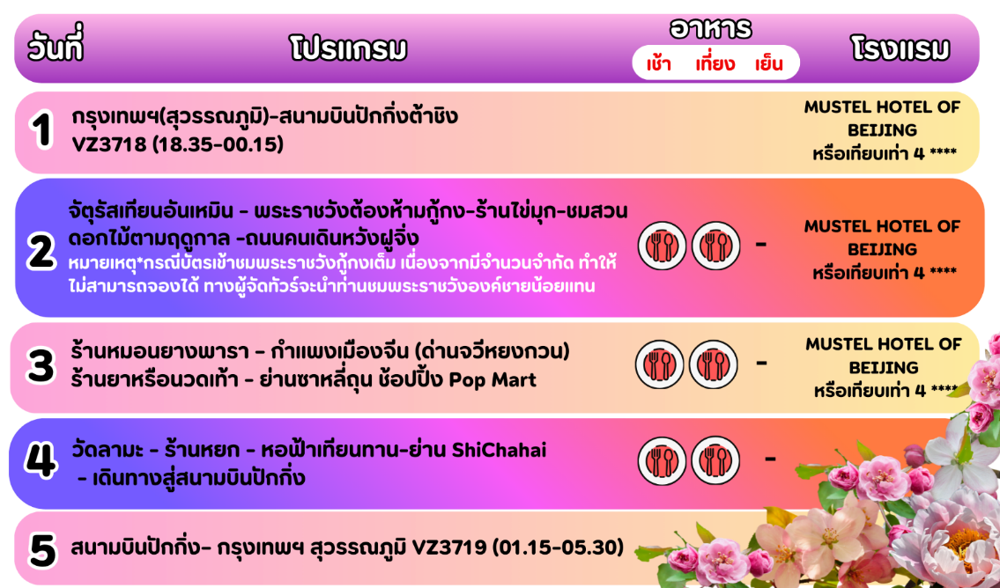 วันที่ โปรแกรม อาหาร โรงแรม
เช้า เที่ยง เย็น
1
กรุงเทพฯ(สุวรรณภูมิ)-สนามบินปักกิ่งต้าชิง
VZ3718 (18.35-00.15)
MUSTEL HOTEL OF
BEIJING
หรือเทียบเท่า 4 ****
2
จัตุรัสเทียนอันเหมิน - พระราชวังต้องห้ามกู้กง-ร้านไข่มุก-ชมสวน
ดอกไม้ตามฤดูกาล -ถนนคนเดินหวังฝูจิ่ง
หมายเหตุ*กรณีบัตรเข้าชมพระราชวังกู้กงเต็ม เนื่องจากมีจำนวนจำกัด ทำให้
ไม่สามารถจองได้ ทางผู้จัดทัวร์จะนำท่านชมพระราชวังองค์ชายน้อยแทน
-
MUSTEL HOTEL OF
BEIJING
หรือเทียบเท่า 4 ****
3
ร้านหมอนยางพารา - กำแพงเมืองจีน (ด่านจวีหยงกวน)
ร้านยาหรือนวดเท้า - ย่านซาหลี่ถุน ช้อปปิ้ง Pop Mart
-
MUSTEL HOTEL OF
BEIJING
หรือเทียบเท่า 4 ****
4
วัดลามะ - ร้านหยก - หอฟ้าเทียนทาน-ย่าน ShiChahai
- เดินทางสู่สนามบินปักกิ่ง
-
5
สนามบินปักกิ่ง- กรุงเทพฯ สุวรรณภูมิ VZ3719 (01.15-05.30)